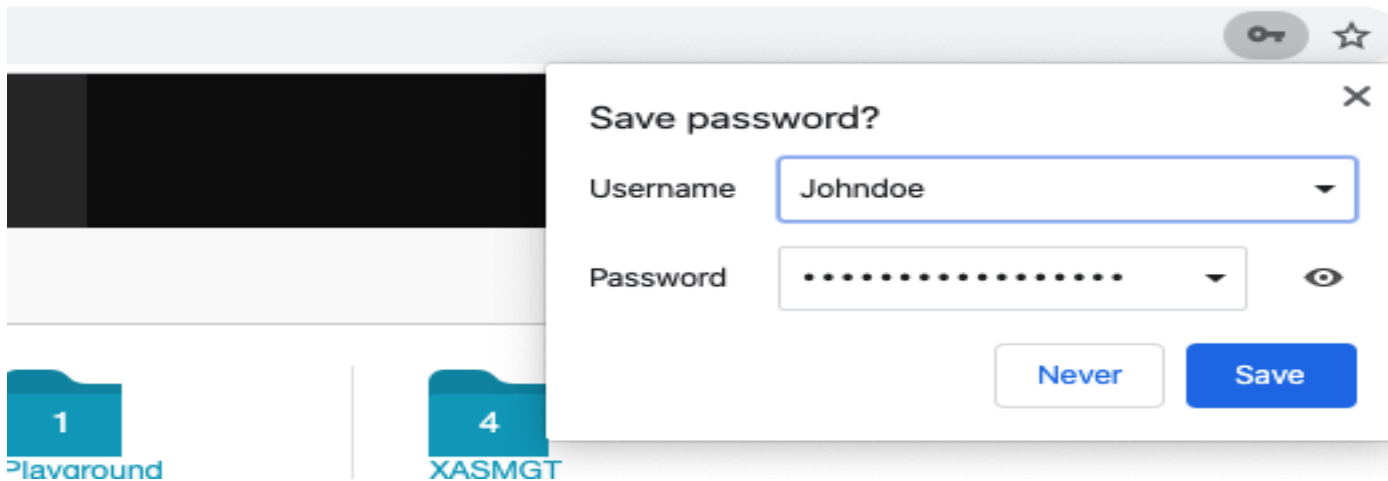 Save password?
Username Johndoe
Password •••••••••••••••••
Never Save
1 4
Playground XASMGT